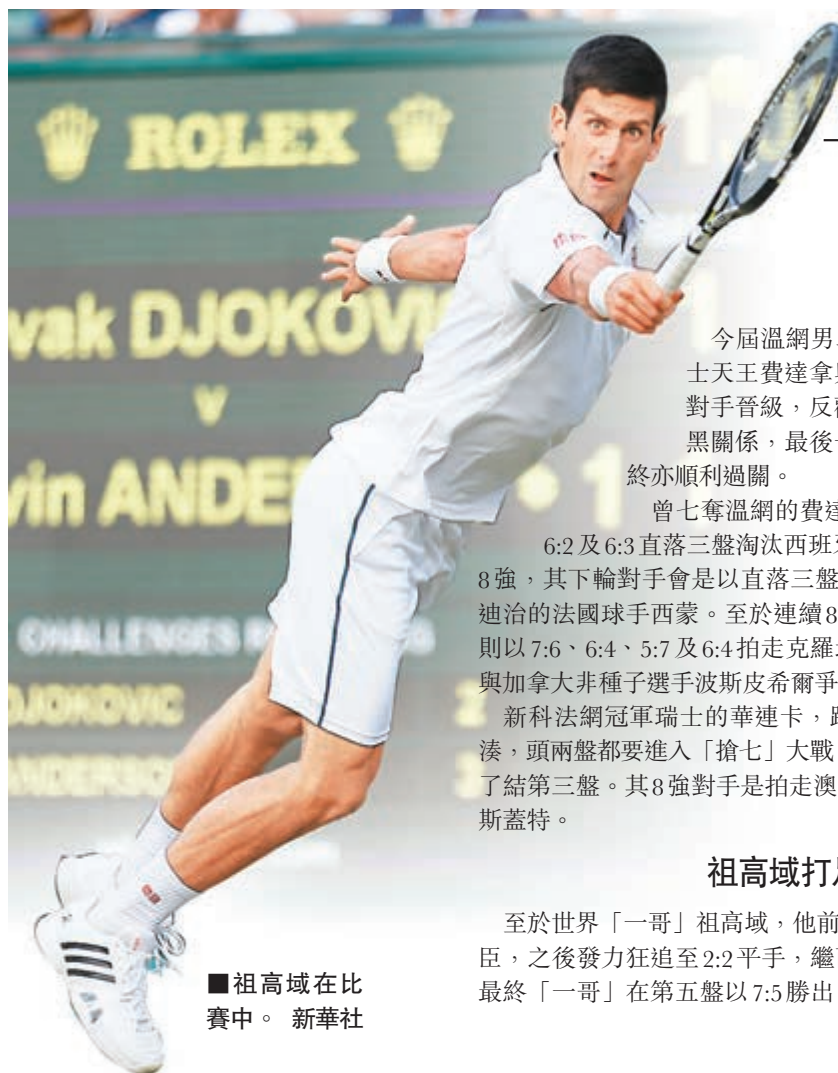 ROLEX
vak DJOKOVI
v
vin ANDE
1
1
1
CHALLENGES R
DJOKOVIC 2
ANDERSON 3
今屆溫網男
士天王費達拿
對手晉級，反
黑關係，最後
終亦順利過關。
曾七奪溫網的費達
6:2及6:3直落三盤淘汰西班
8強，其下輪對手會是以直落三盤
迪治的法國球手西蒙。至於連續8
則以7:6、6:4、5:7及6:4拍走克羅
與加拿大非種子選手波斯皮希爾爭
新科法網冠軍瑞士的華連卡，
湊，頭兩盤都要進入「搶七」大戰
了結第三盤。其8強對手是拍走澳
斯蓋特。
祖高域打
至於世界「一哥」祖高域，他前
臣，之後發力狂追至2:2平手，繼
最終「一哥」在第五盤以7:5勝出
■祖高域在比
賽中。 新華社